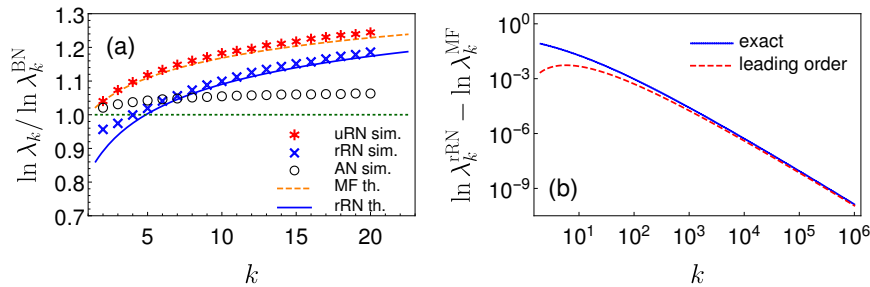 (a)
ln λ_k / ln λ_k^BN
1.3
1.2
1.1
1.0
0.9
0.8
0.7
uRN sim.
rRN sim.
AN sim.
MF th.
rRN th.
5
10
15
20
k
(b)
ln λ_k^rRN − ln λ_k^MF
10^0
10^−3
10^−6
10^−9
exact
leading order
10^1
10^2
10^3
10^4
10^5
10^6
k